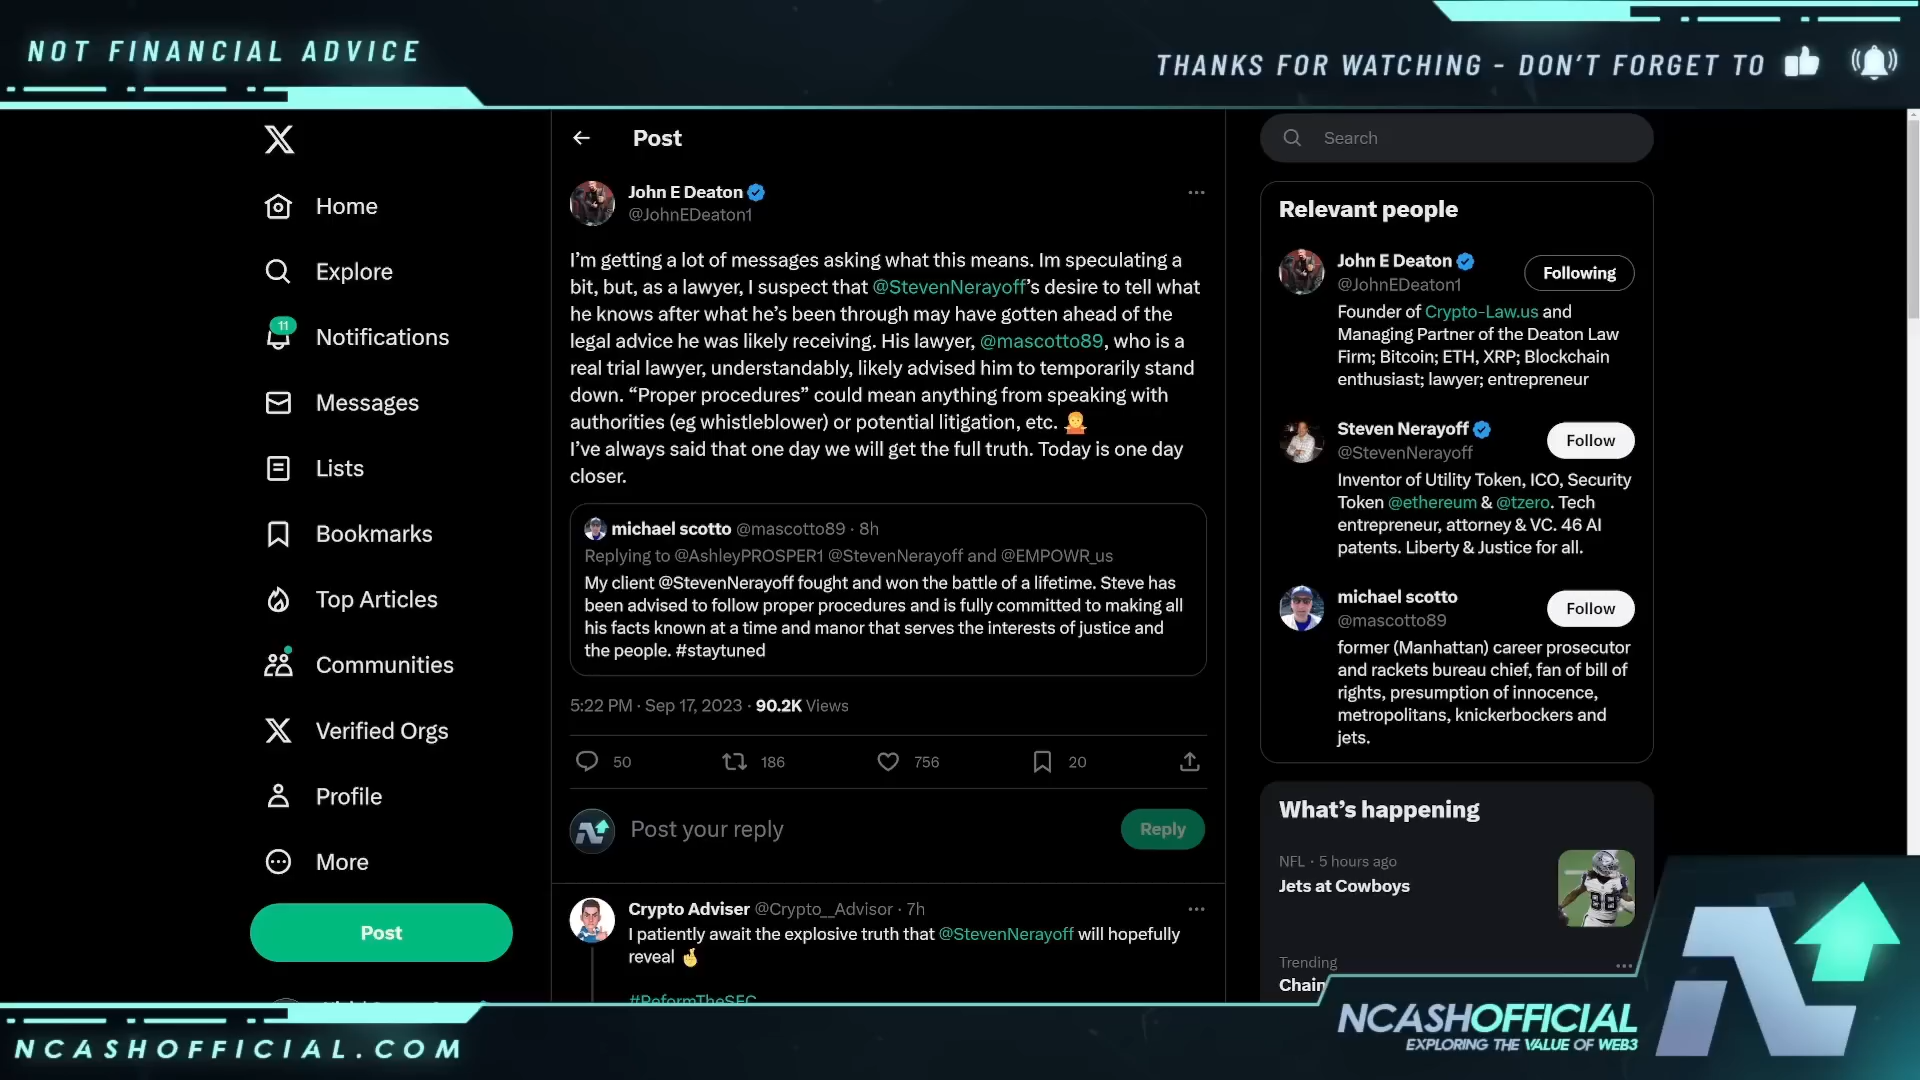 NOT FINANCIAL ADVICE
THANKS FOR WATCHING - DON'T FORGET TO
X
Home
Explore
11
Notifications
Messages
Lists
Bookmarks
Top Articles
Communities
Verified Orgs
Profile
More
Post
Post
John E Deaton
@JohnEDeaton1
I’m getting a lot of messages asking what this means. Im speculating a
bit, but, as a lawyer, I suspect that @StevenNerayoff’s desire to tell what
he knows after what he’s been through may have gotten ahead of the
legal advice he was likely receiving. His lawyer, @mascotto89, who is a
real trial lawyer, understandably, likely advised him to temporarily stand
down. “Proper procedures” could mean anything from speaking with
authorities (eg whistleblower) or potential litigation, etc.
I’ve always said that one day we will get the full truth. Today is one day
closer.
michael scotto @mascotto89 · 8h
Replying to @AshleyPROSPER1 @StevenNerayoff and @EMPOWR_us
My client @StevenNerayoff fought and won the battle of a lifetime. Steve has
been advised to follow proper procedures and is fully committed to making all
his facts known at a time and manor that serves the interests of justice and
the people. #staytuned
5:22 PM · Sep 17, 2023 · 90.2K Views
50 186 756 20
Post your reply
Reply
Crypto Adviser @Crypto__Advisor · 7h
I patiently await the explosive truth that @StevenNerayoff will hopefully
reveal
#ReformTheSEC
Search
Relevant people
John E Deaton
@JohnEDeaton1
Following
Founder of Crypto-Law.us and
Managing Partner of the Deaton Law
Firm; Bitcoin; ETH, XRP; Blockchain
enthusiast; lawyer; entrepreneur
Steven Nerayoff
@StevenNerayoff
Follow
Inventor of Utility Token, ICO, Security
Token @ethereum & @tzero. Tech
entrepreneur, attorney & VC. 46 AI
patents. Liberty & Justice for all.
michael scotto
@mascotto89
Follow
former (Manhattan) career prosecutor
and rackets bureau chief, fan of bill of
rights, presumption of innocence,
metropolitans, knickerbockers and
jets.
What’s happening
NFL · 5 hours ago
Jets at Cowboys
Trending
Chain
NCASHOFFICIAL.COM
NCASHOFFICIAL
EXPLORING THE VALUE OF WEB3